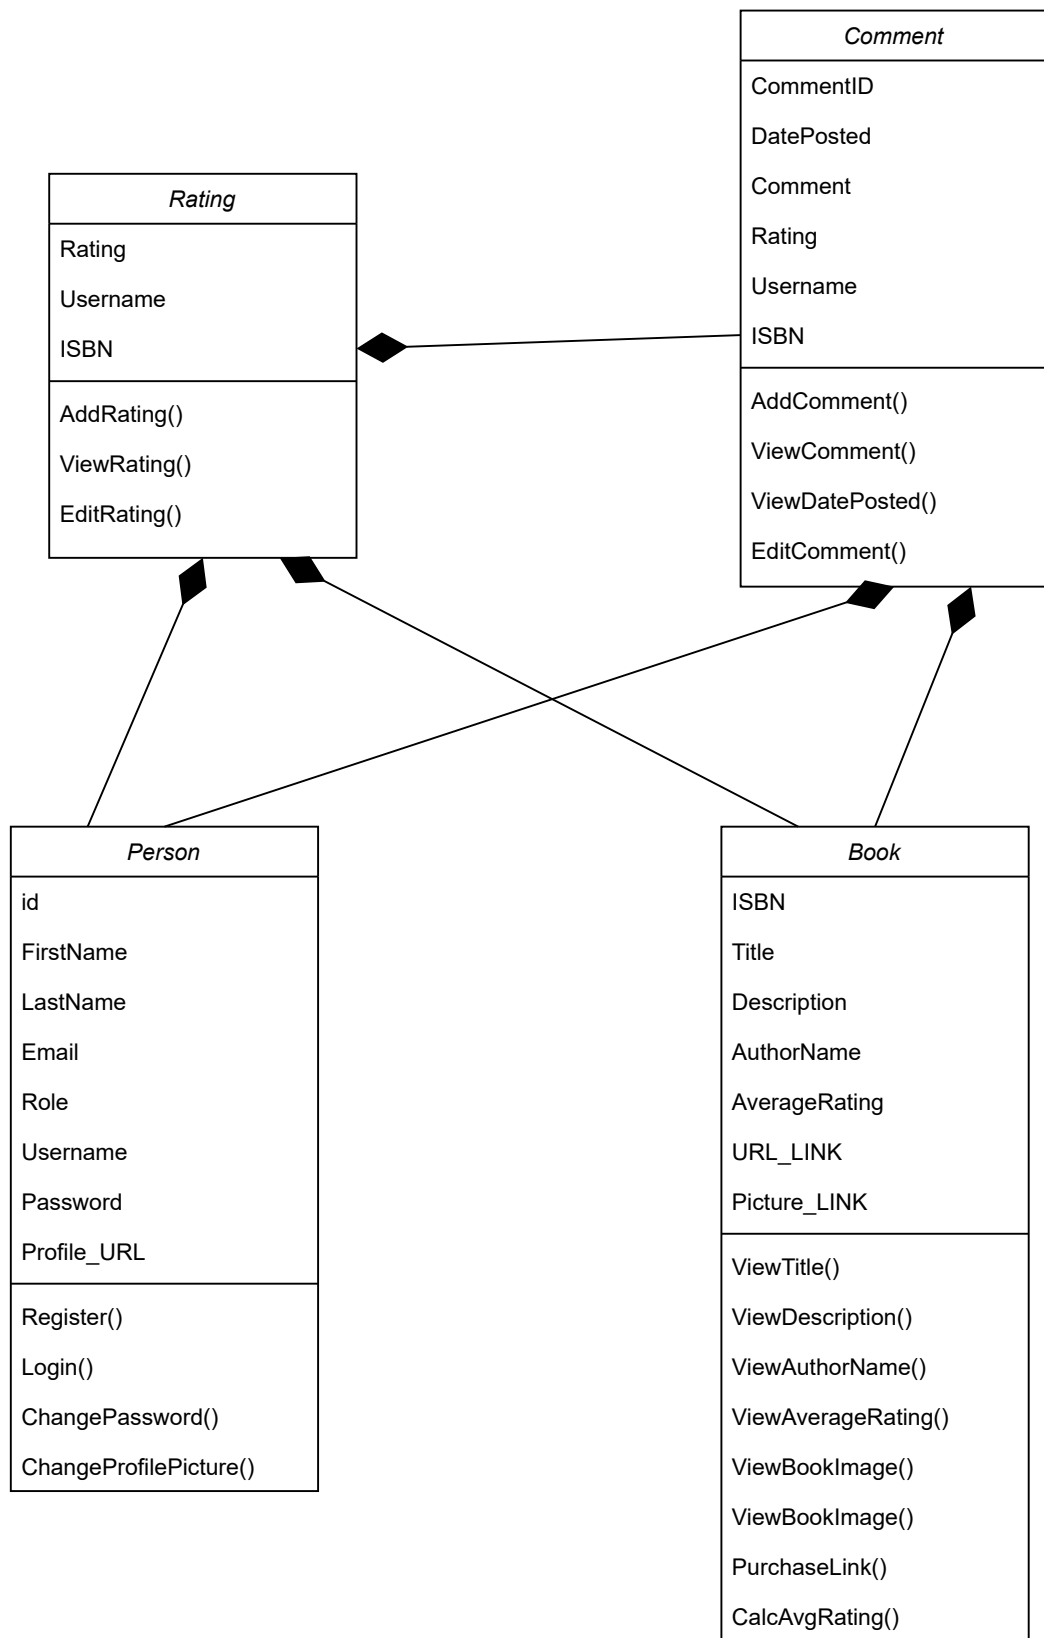 Comment
CommentID
DatePosted
Comment
Rating
Username
ISBN
AddComment()
ViewComment()
ViewDatePosted()
EditComment()
Rating
Rating
Username
ISBN
AddRating()
ViewRating()
EditRating()
Person
id
FirstName
LastName
Email
Role
Username
Password
Profile_URL
Register()
Login()
ChangePassword()
ChangeProfilePicture()
Book
ISBN
Title
Description
AuthorName
AverageRating
URL_LINK
Picture_LINK
ViewTitle()
ViewDescription()
ViewAuthorName()
ViewAverageRating()
ViewBookImage()
ViewBookImage()
PurchaseLink()
CalcAvgRating()